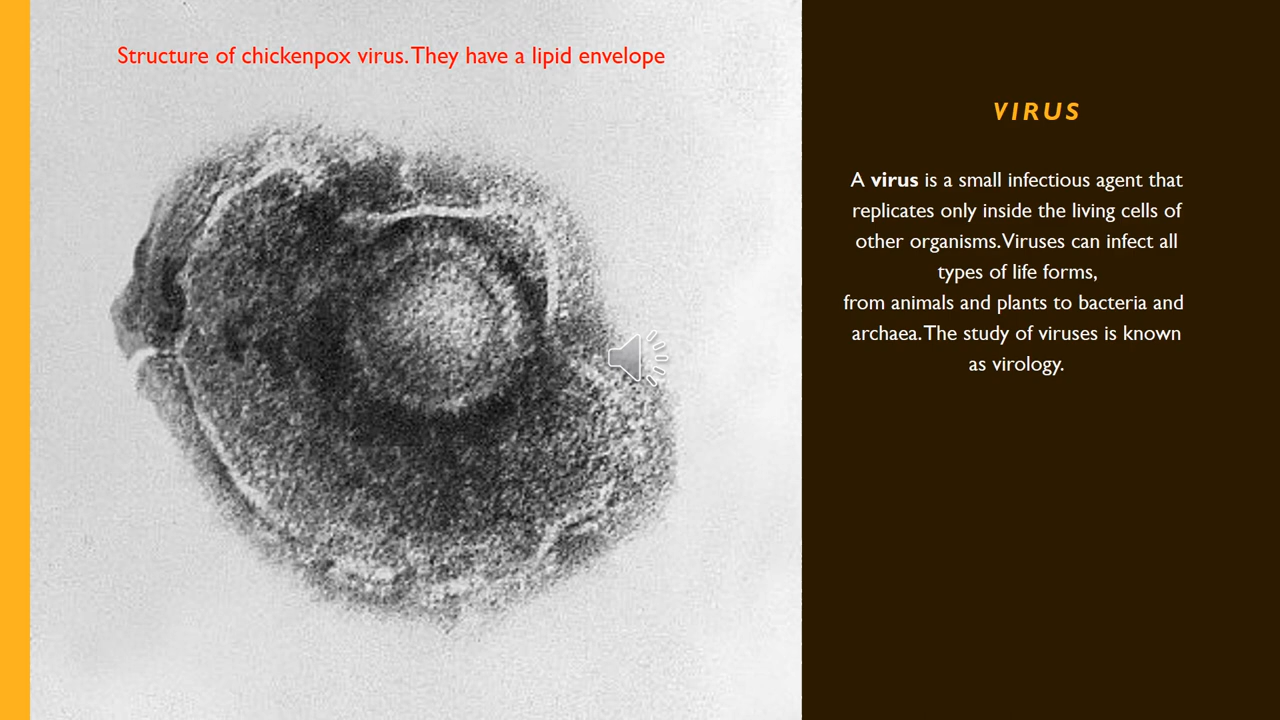 Structure of chickenpox virus. They have a lipid envelope
VIRUS
A virus is a small infectious agent that
replicates only inside the living cells of
other organisms. Viruses can infect all
types of life forms,
from animals and plants to bacteria and
archaea. The study of viruses is known
as virology.